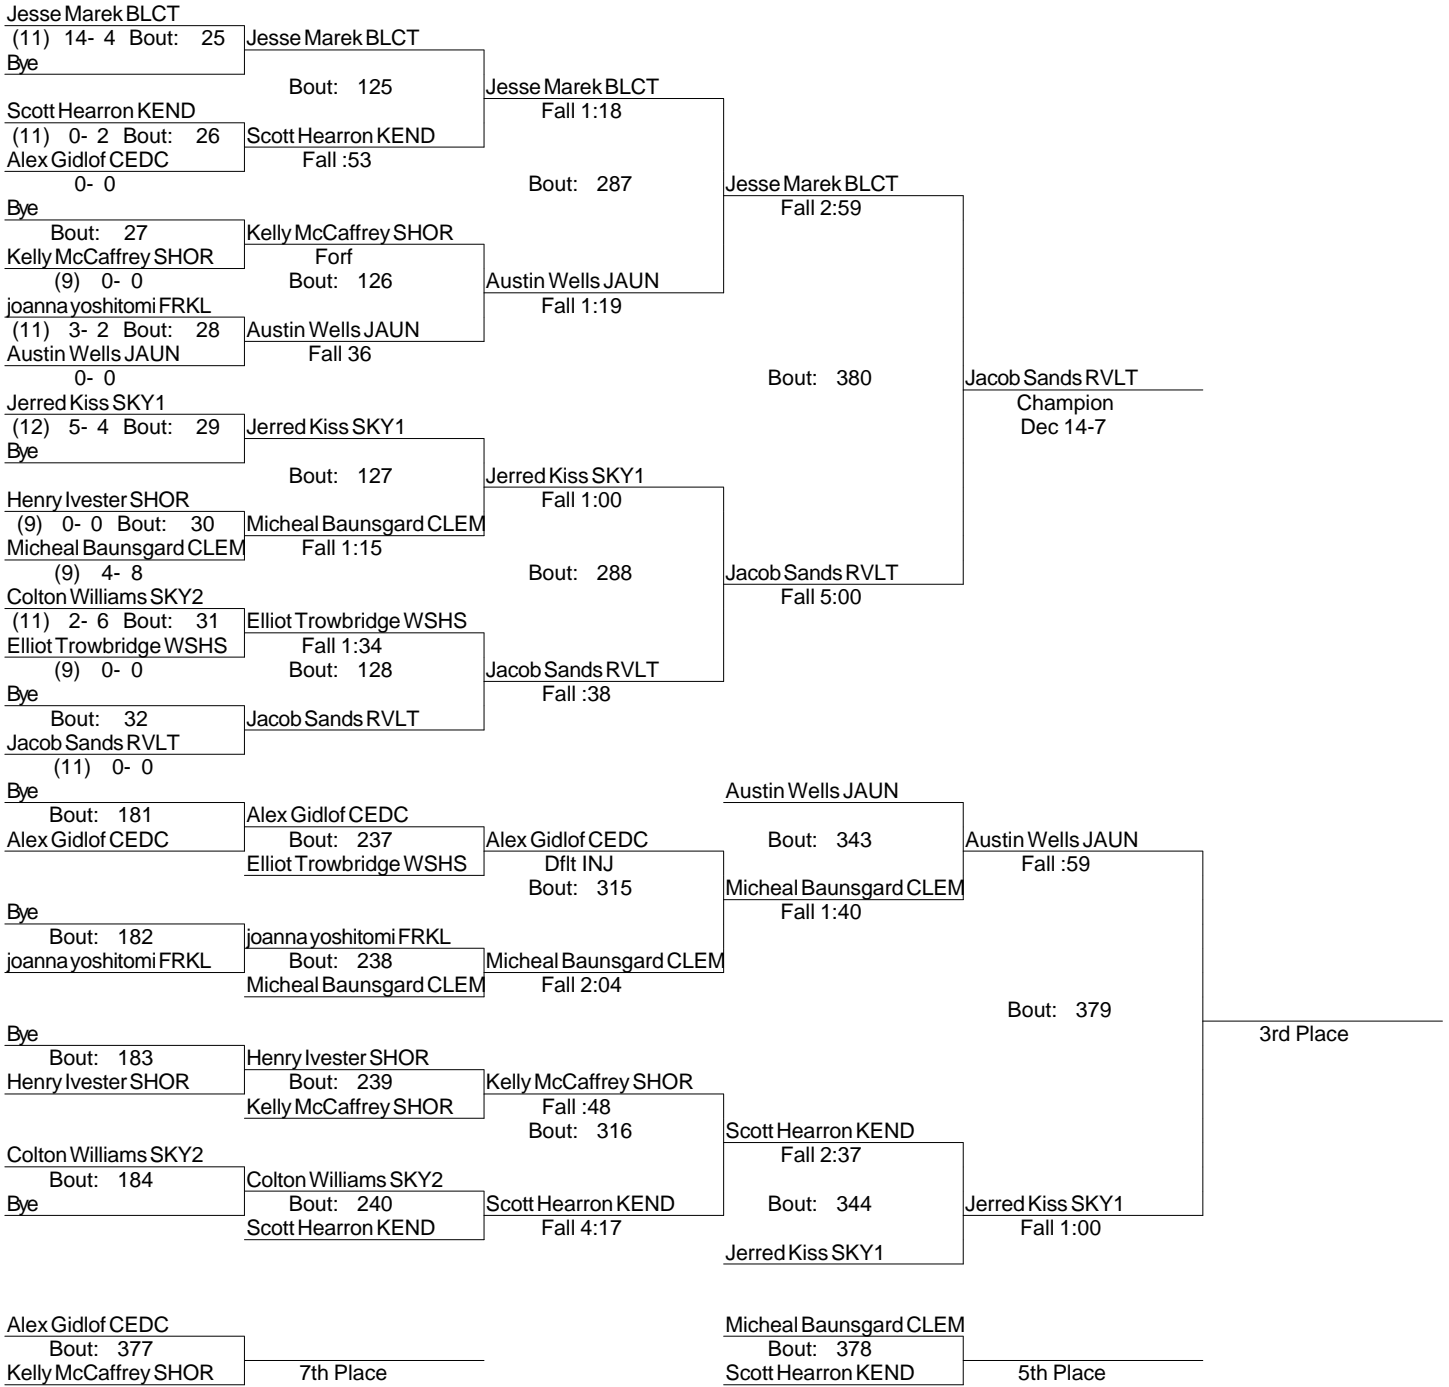 Jesse Marek BLCT
(11) 14- 4 Bout: 25 Jesse Marek BLCT
Bye
Bout: 125 Jesse Marek BLCT
Scott Hearron KEND Fall 1:18
(11) 0- 2 Bout: 26 Scott Hearron KEND
Alex Gidlof CEDC Fall :53
0- 0 Bout: 287 Jesse Marek BLCT
Bye Fall 2:59
Bout: 27 Kelly McCaffrey SHOR
Kelly McCaffrey SHOR Forf
(9) 0- 0 Bout: 126 Austin Wells JAUN
joanna yoshitomi FRKL Fall 1:19
(11) 3- 2 Bout: 28 Austin Wells JAUN
Austin Wells JAUN Fall 36
0- 0 Bout: 380 Jacob Sands RVLT
Jerred Kiss SKY1 Champion
(12) 5- 4 Bout: 29 Jerred Kiss SKY1 Dec 14-7
Bye
Bout: 127 Jerred Kiss SKY1
Henry Ivester SHOR Fall 1:00
(9) 0- 0 Bout: 30 Micheal Baunsgard CLEM
Micheal Baunsgard CLEM Fall 1:15
(9) 4- 8 Bout: 288 Jacob Sands RVLT
Colton Williams SKY2 Fall 5:00
(11) 2- 6 Bout: 31 Elliot Trowbridge WSHS
Elliot Trowbridge WSHS Fall 1:34
(9) 0- 0 Bout: 128 Jacob Sands RVLT
Bye Fall :38
Bout: 32 Jacob Sands RVLT
Jacob Sands RVLT
(11) 0- 0
Bye Austin Wells JAUN
Bout: 181 Alex Gidlof CEDC
Alex Gidlof CEDC Bout: 237 Alex Gidlof CEDC Bout: 343 Austin Wells JAUN
Elliot Trowbridge WSHS Dflt INJ Fall :59
Bout: 315 Micheal Baunsgard CLEM
Bye Fall 1:40
Bout: 182 joanna yoshitomi FRKL
joanna yoshitomi FRKL Bout: 238 Micheal Baunsgard CLEM
Micheal Baunsgard CLEM Fall 2:04
Bout: 379
Bye 3rd Place
Bout: 183 Henry Ivester SHOR
Henry Ivester SHOR Bout: 239 Kelly McCaffrey SHOR
Kelly McCaffrey SHOR Fall :48
Bout: 316 Scott Hearron KEND
Colton Williams SKY2 Fall 2:37
Bout: 184 Colton Williams SKY2
Bye Bout: 240 Scott Hearron KEND Bout: 344 Jerred Kiss SKY1
Scott Hearron KEND Fall 4:17 Fall 1:00
Jerred Kiss SKY1
Alex Gidlof CEDC Micheal Baunsgard CLEM
Bout: 377 Bout: 378
Kelly McCaffrey SHOR 7th Place Scott Hearron KEND 5th Place